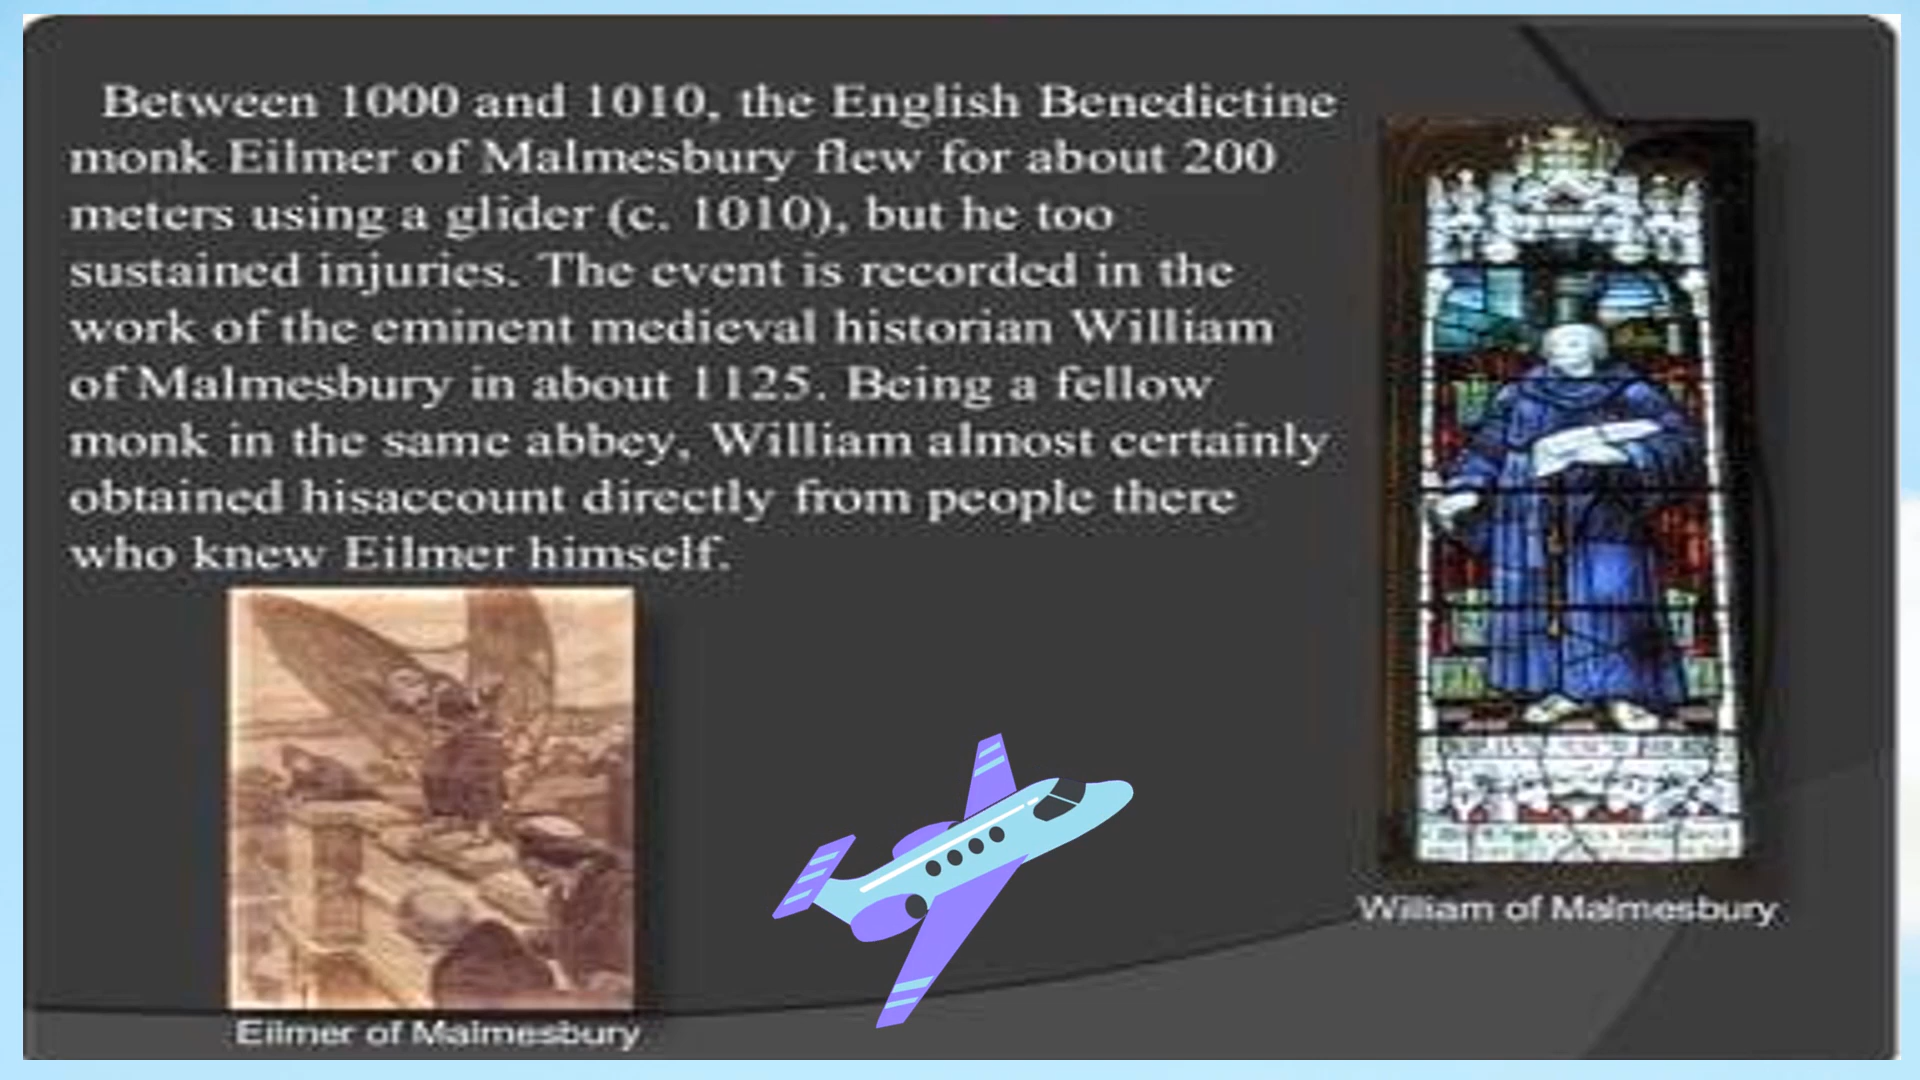 Between 1000 and 1010, the English Benedictine
monk Eilmer of Malmesbury flew for about 200
meters using a glider (c. 1010), but he too
sustained injuries. The event is recorded in the
work of the eminent medieval historian William
of Malmesbury in about 1125. Being a fellow
monk in the same abbey, William almost certainly
obtained hisaccount directly from people there
who knew Eilmer himself.
William of Malmesbury
Eilmer of Malmesbury